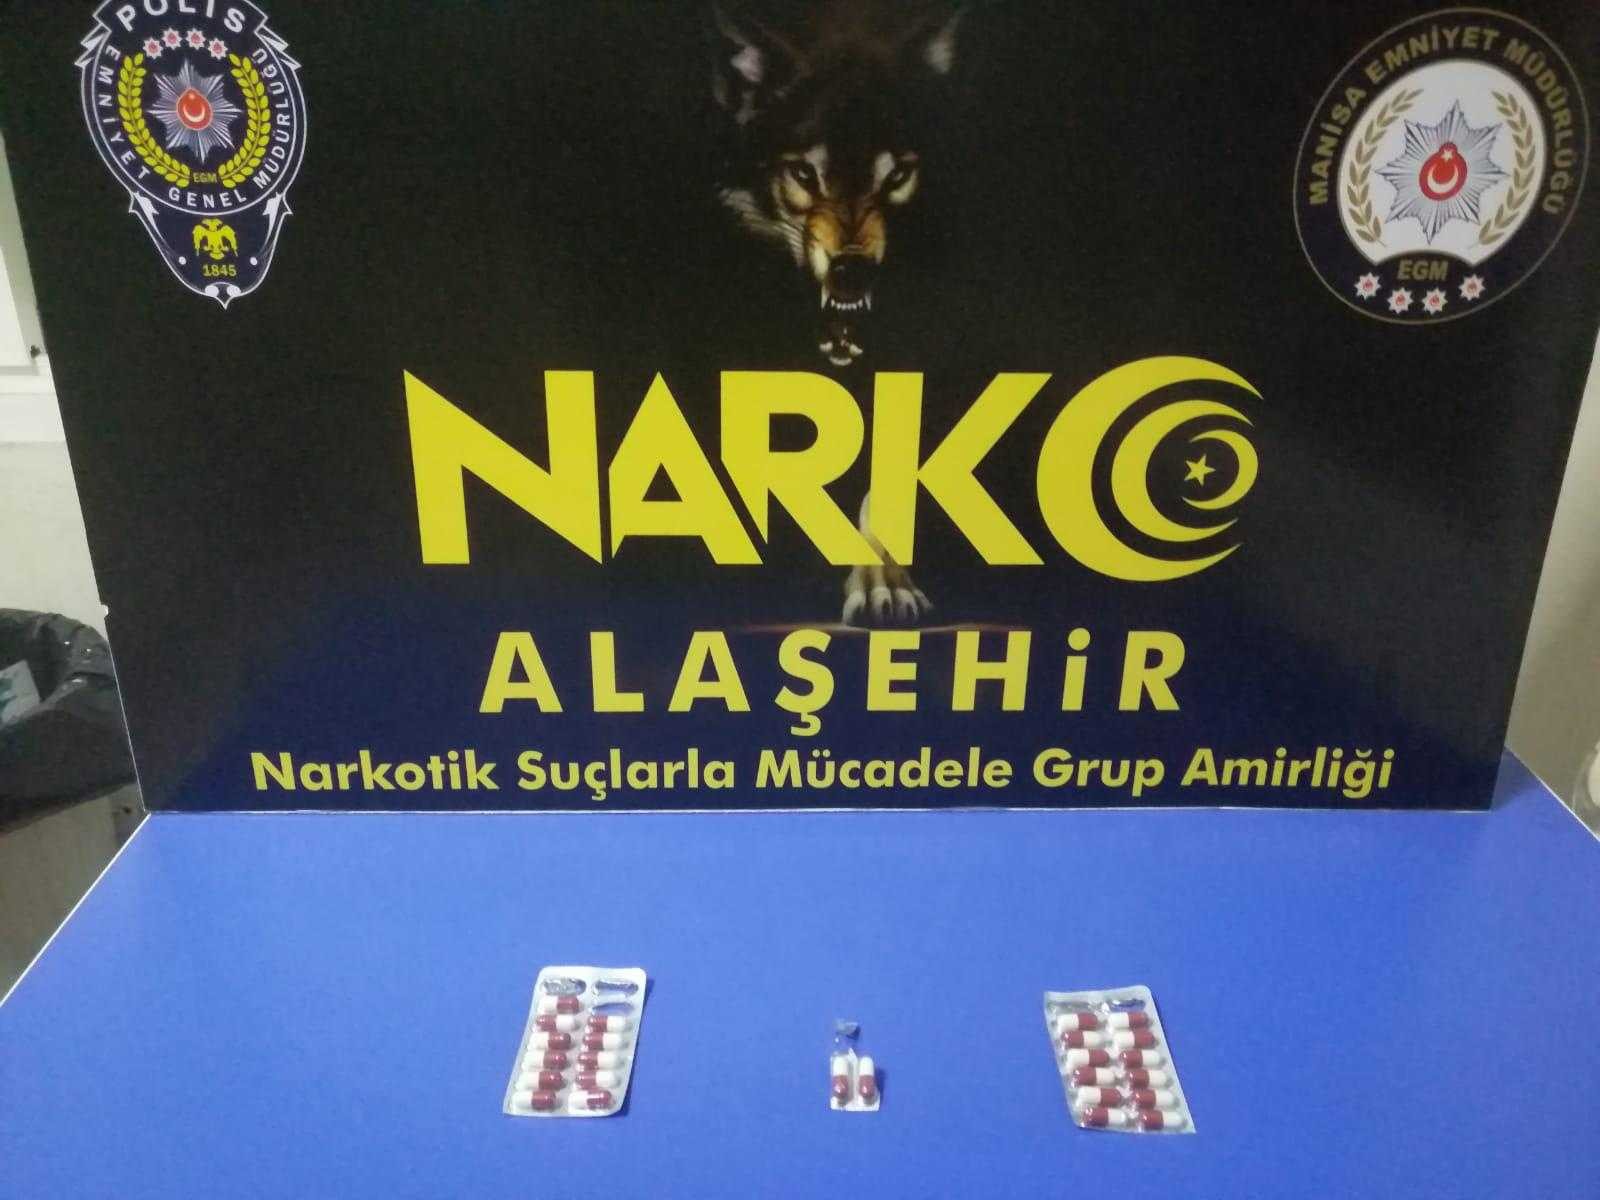 POLİS
EMNİYET GENEL MÜDÜRLÜĞÜ
EGM
1845
MANİSA EMNİYET MÜDÜRLÜĞÜ
EGM
NARKO
ALAŞEHİR
Narkotik Suçlarla Mücadele Grup Amirliği